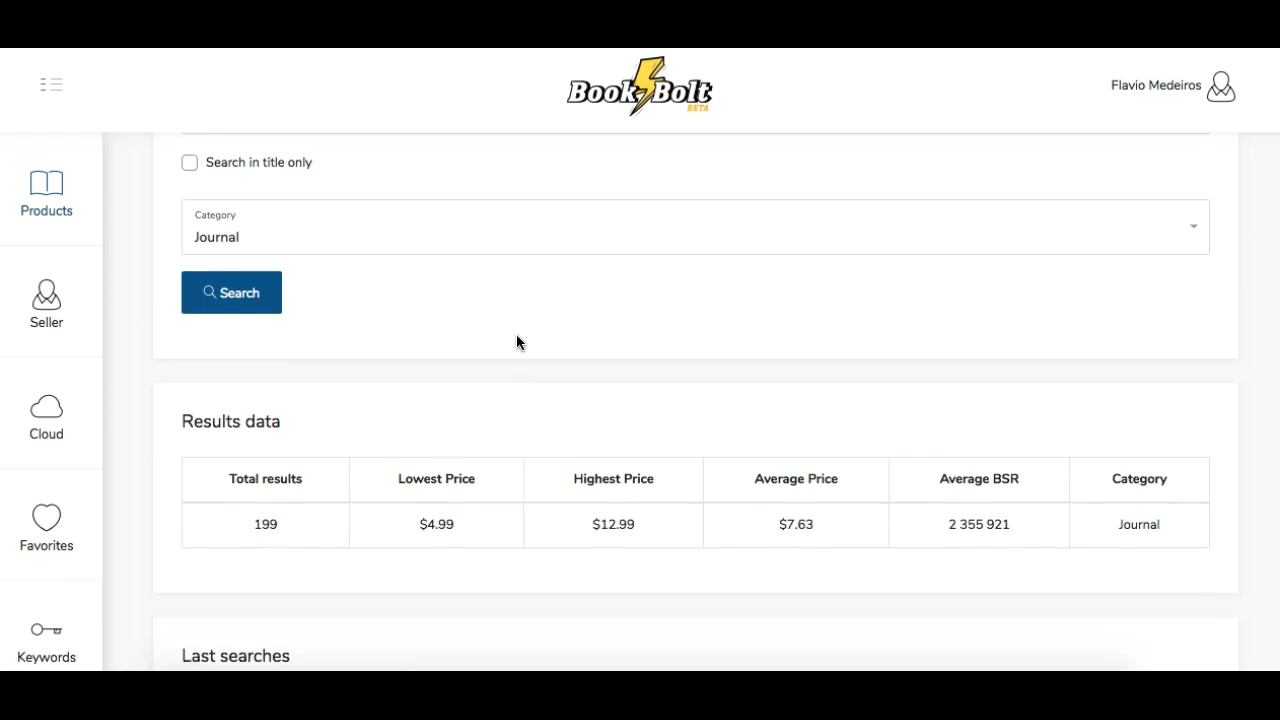 Book Bolt
BETA
Flavio Medeiros
Search in title only
Products
Category
Journal
Search
Seller
Results data
Cloud
Total results Lowest Price Highest Price Average Price Average BSR Category
199 $4.99 $12.99 $7.63 2 355 921 Journal
Favorites
Keywords
Last searches